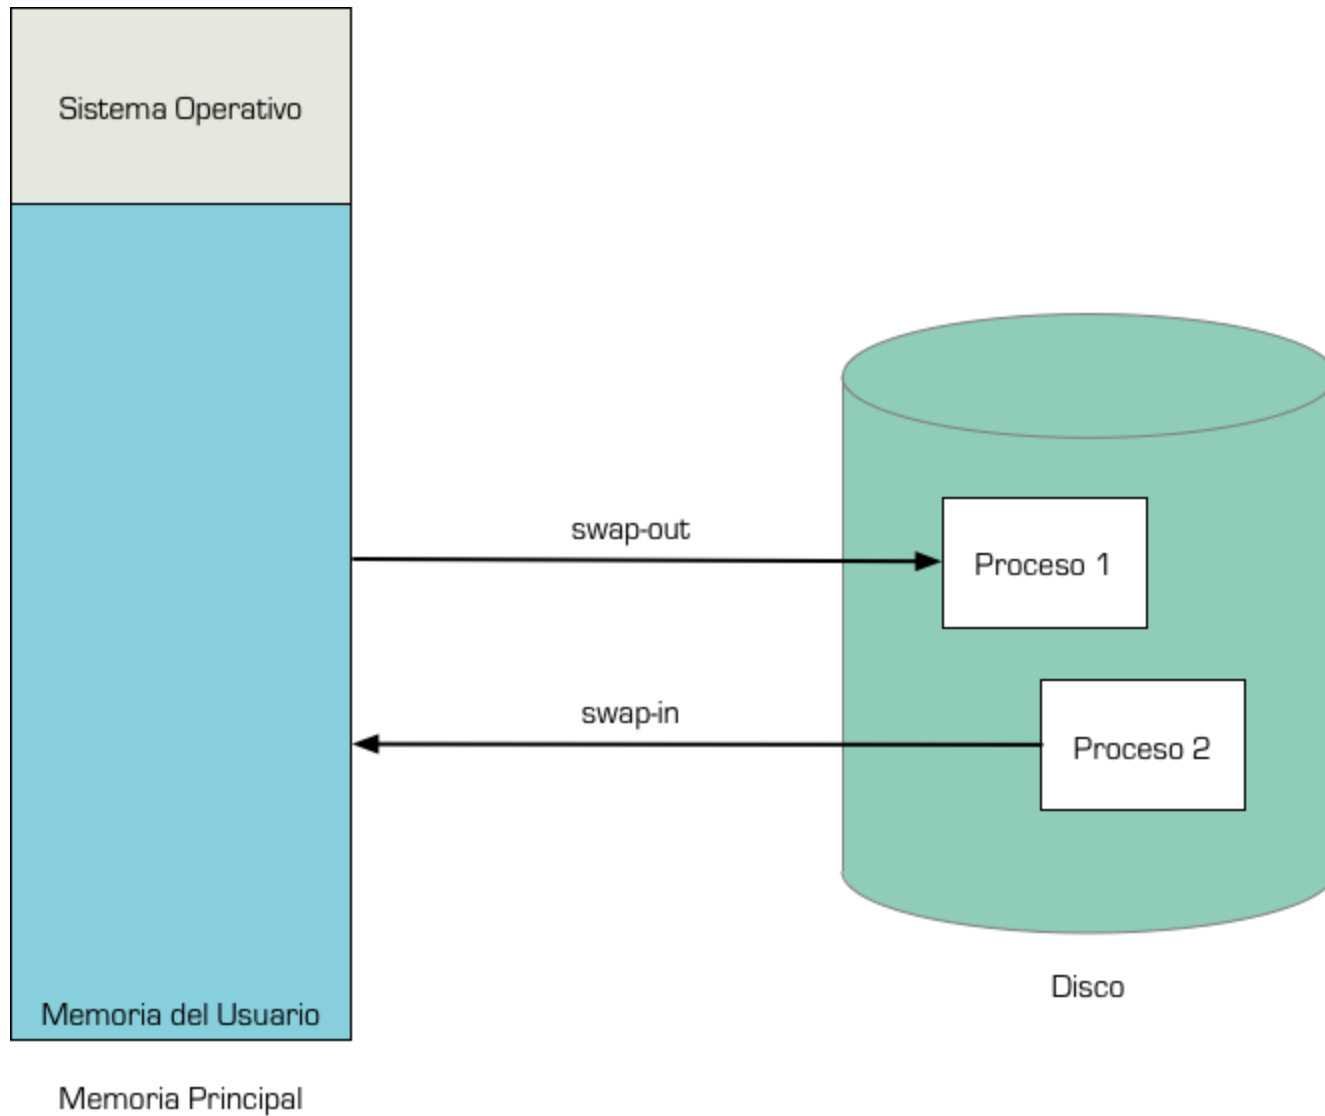 Sistema Operativo
swap-out
Proceso 1
swap-in
Proceso 2
Disco
Memoria del Usuario
Memoria Principal